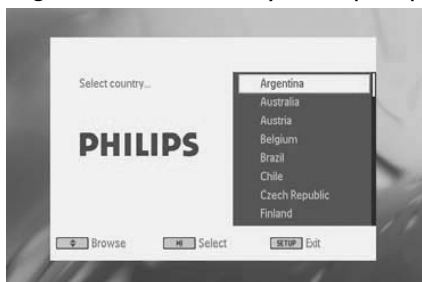 Select country...
PHILIPS
Argentina
Australia
Austria
Belgium
Brazil
Chile
Czech Republic
Finland
Browse
Select
SETUP Exit